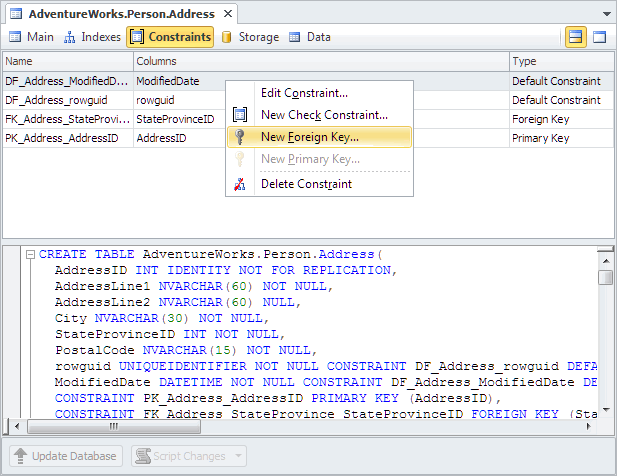 AdventureWorks.Person.Address
Main Indexes Constraints Storage Data
Name Columns Type
DF_Address_ModifiedD... ModifiedDate Default Constraint
DF_Address_rowguid rowguid Default Constraint
FK_Address_StateProvi... StateProvinceID Foreign Key
PK_Address_AddressID AddressID Primary Key
Edit Constraint...
New Check Constraint...
New Foreign Key...
New Primary Key...
Delete Constraint
CREATE TABLE AdventureWorks.Person.Address(
AddressID INT IDENTITY NOT FOR REPLICATION,
AddressLine1 NVARCHAR(60) NOT NULL,
AddressLine2 NVARCHAR(60) NULL,
City NVARCHAR(30) NOT NULL,
StateProvinceID INT NOT NULL,
PostalCode NVARCHAR(15) NOT NULL,
rowguid UNIQUEIDENTIFIER NOT NULL CONSTRAINT DF_Address_rowguid DEFA
ModifiedDate DATETIME NOT NULL CONSTRAINT DF_Address_ModifiedDate DE
CONSTRAINT PK_Address_AddressID PRIMARY KEY (AddressID),
CONSTRAINT FK_Address_StateProvince_StateProvinceID FOREIGN KEY (Sta
Update Database Script Changes